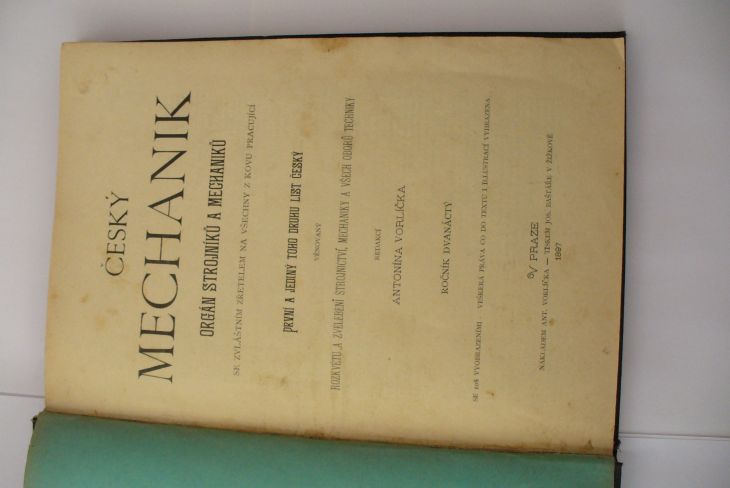 ČESKÝ
MECHANIK
ORGÁN STROJNÍKŮ A MECHANIKŮ
SE ZVLÁŠTNÍM ZŘETELEM NA VŠECHNY Z KOVU PRACUJÍCÍ
PRVNÍ A JEDINÝ TOHO DRUHU LIST ČESKÝ
VĚNOVANÝ
ROZKVĚTU A ZVELEBENÍ STROJNICTVÍ, MECHANIKY A VŠECH ODBORŮ TECHNIKY
REDAKCÍ
ANTONÍNA VORLÍČKA
ROČNÍK DVANÁCTÝ
SE VYOBRAZENÍMI. VEŠKERÁ PRÁVA CO DO TEXTU I ILLUSTRACÍ VYHRAZENA
V PRAZE
NÁKLADEM ANT. VORLÍČKA — TISKEM JOS. BAŠTÁŘE V ŽIŽKOVĚ
1897